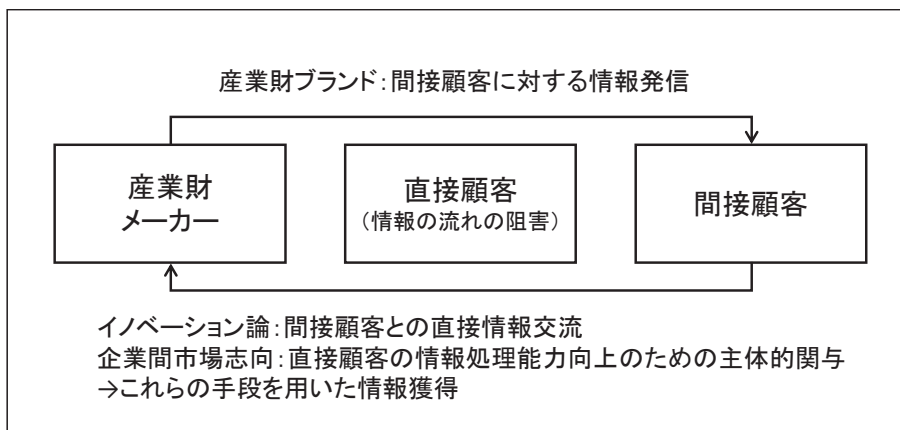 産業財ブランド：間接顧客に対する情報発信
産業財
メーカー
直接顧客
（情報の流れの阻害）
間接顧客
イノベーション論：間接顧客との直接情報交流
企業間市場志向：直接顧客の情報処理能力向上のための主体的関与
→これらの手段を用いた情報獲得